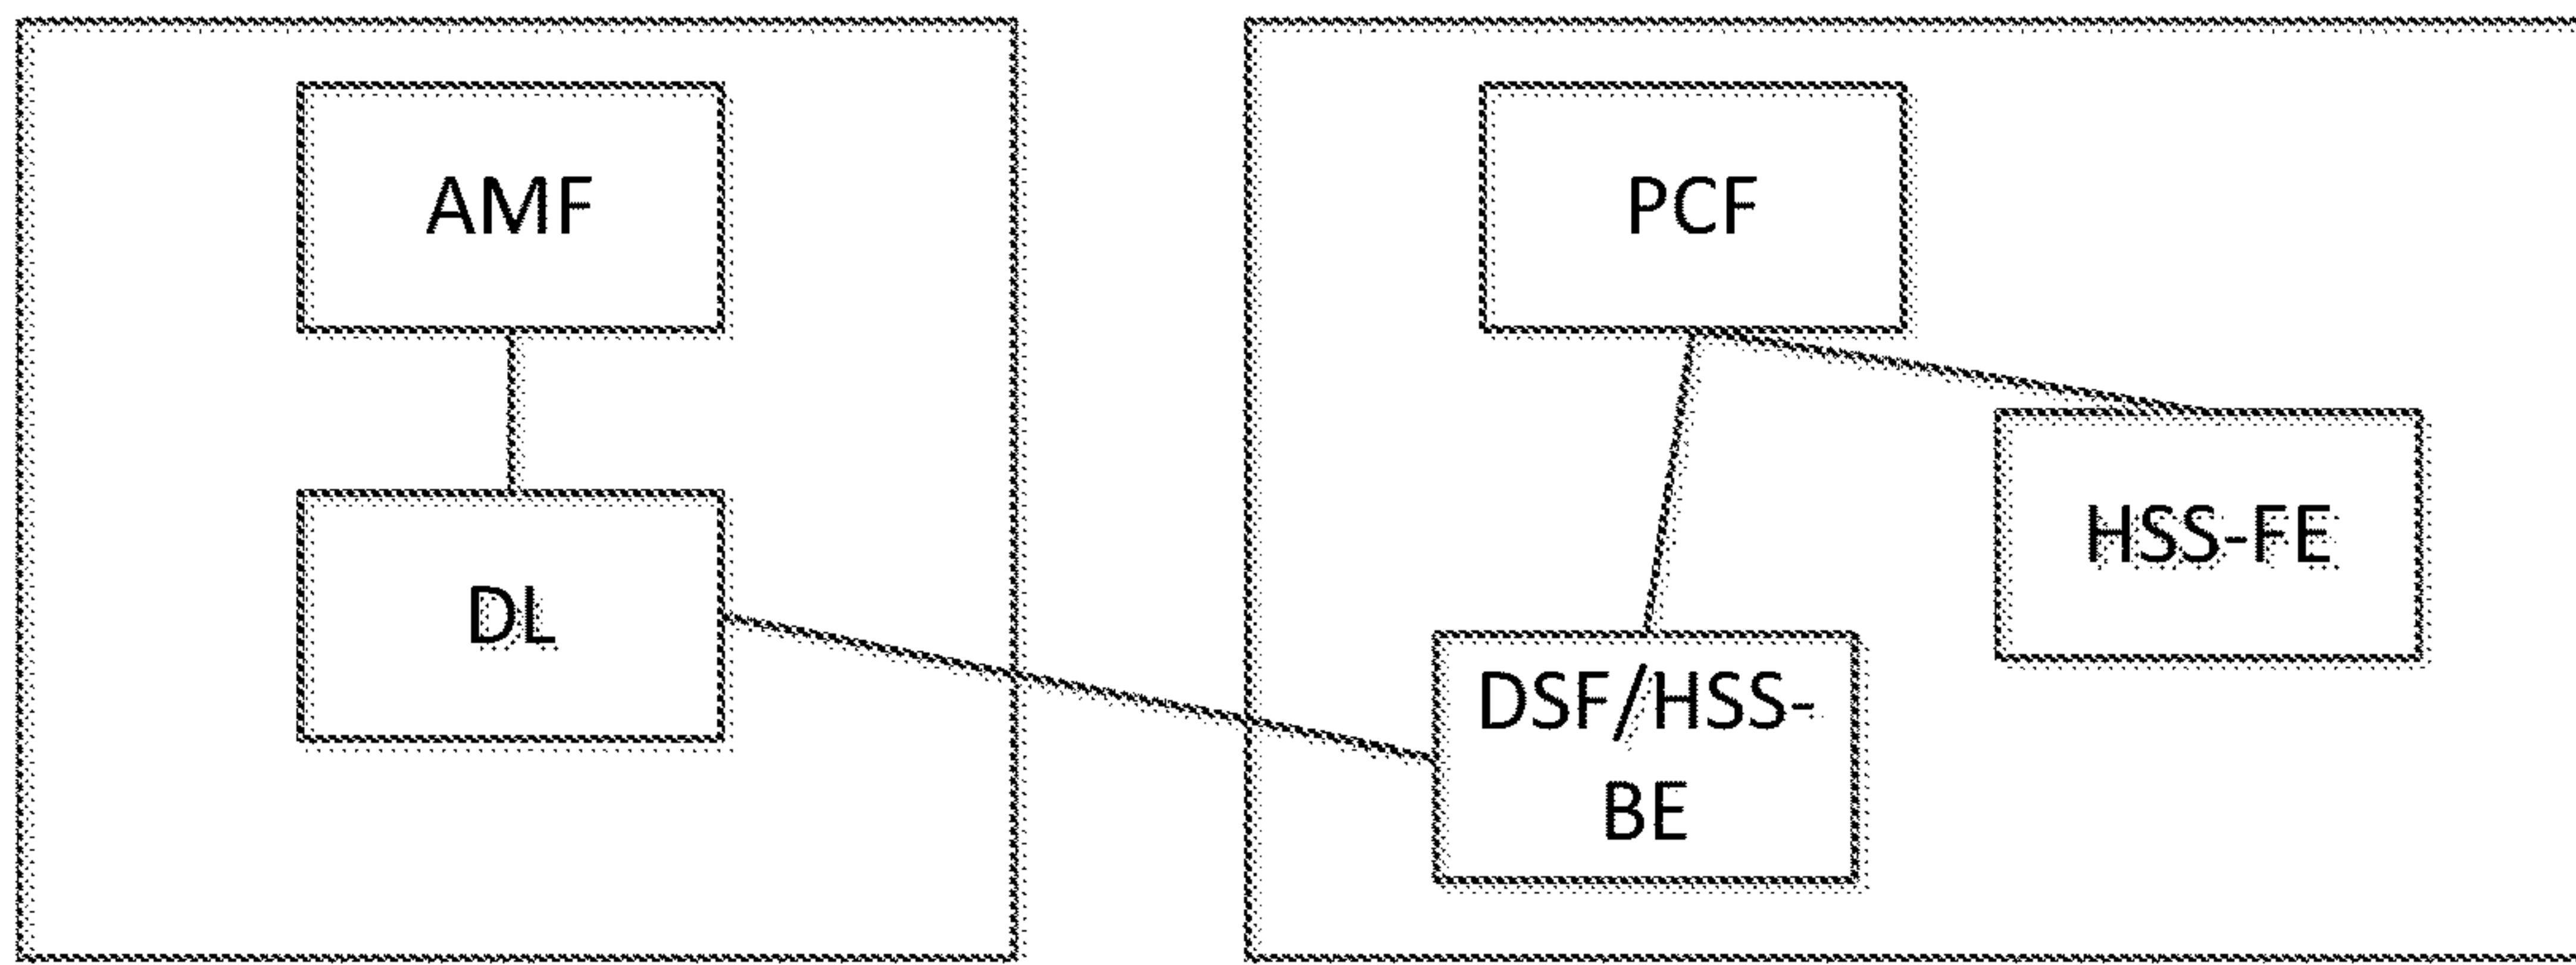 AMF
PCF
HSS-FE
DL
DSF/HSS-
BE